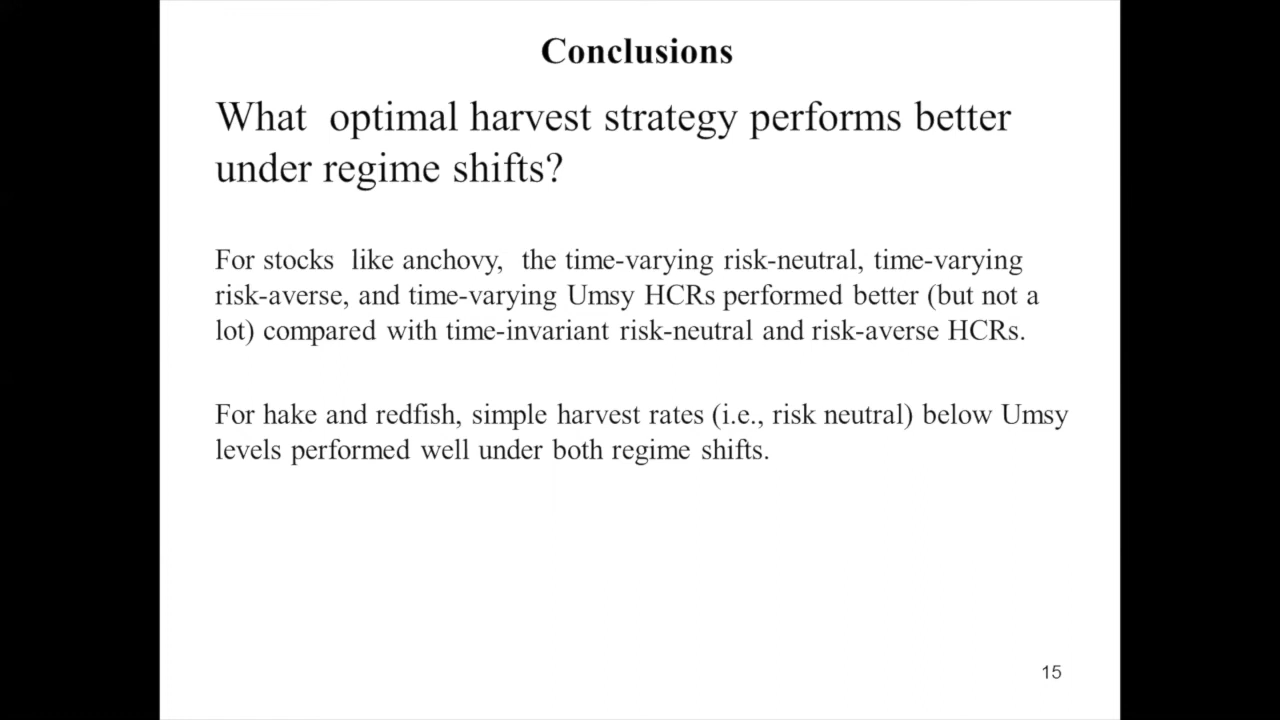 Conclusions
What optimal harvest strategy performs better
under regime shifts?
For stocks like anchovy, the time-varying risk-neutral, time-varying
risk-averse, and time-varying Umsy HCRs performed better (but not a
lot) compared with time-invariant risk-neutral and risk-averse HCRs.
For hake and redfish, simple harvest rates (i.e., risk neutral) below Umsy
levels performed well under both regime shifts.
15